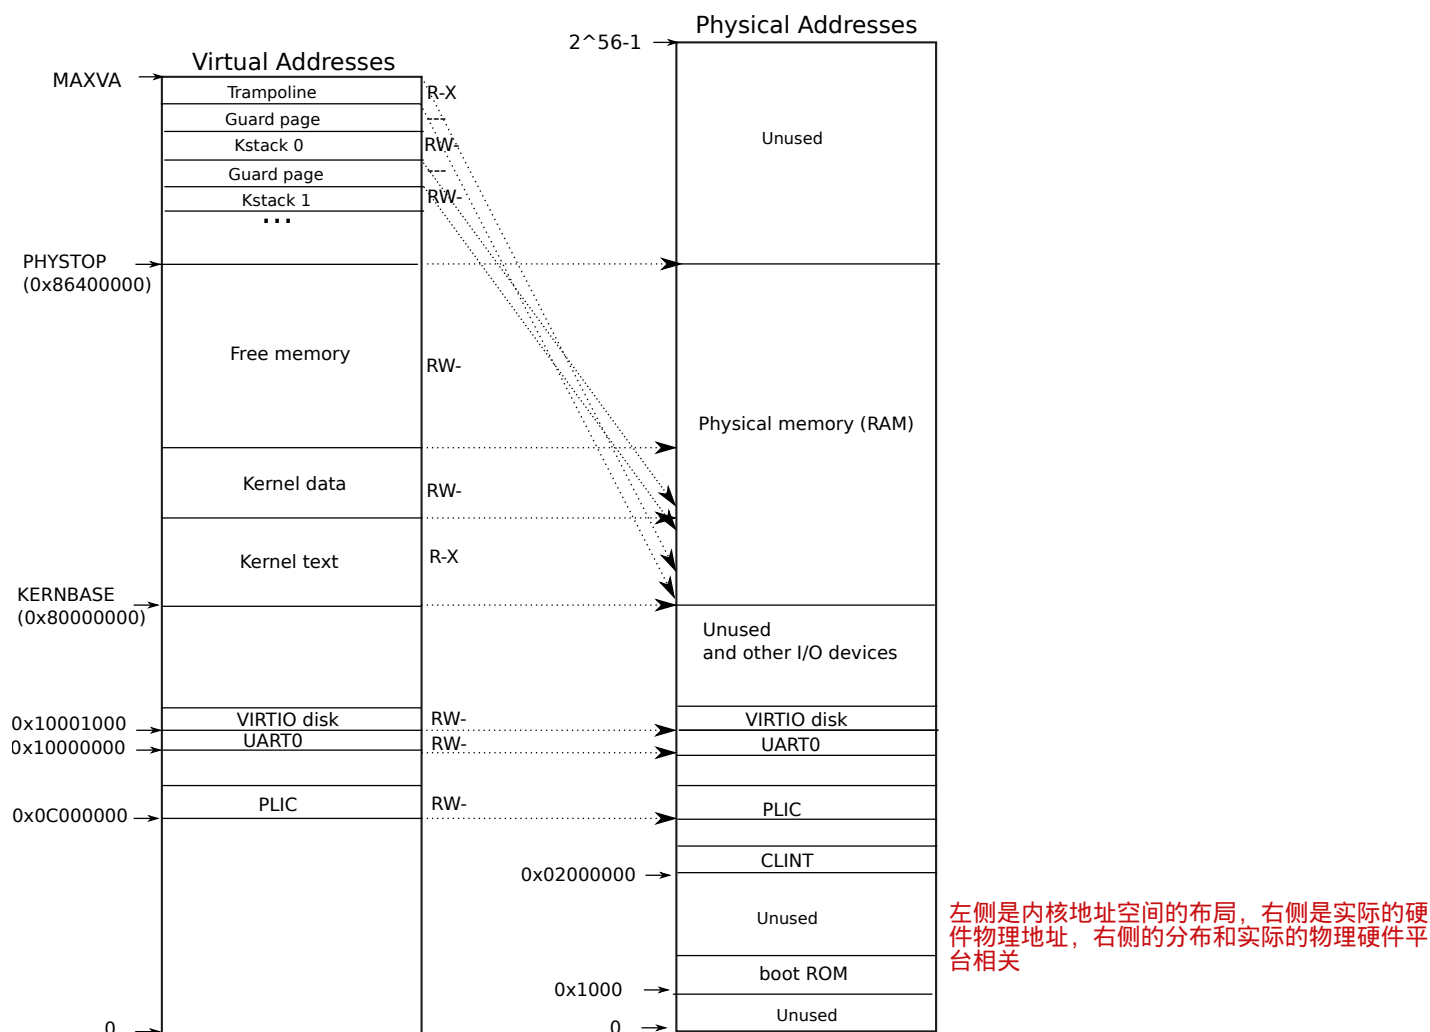 Physical Addresses
2^56-1
Virtual Addresses
MAXVA
Trampoline
R-X
Guard page
---
Kstack 0
RW-
Guard page
---
Kstack 1
RW-
...
Unused
PHYSTOP
(0x86400000)
Free memory
RW-
Physical memory (RAM)
Kernel data
RW-
Kernel text
R-X
KERNBASE
(0x80000000)
Unused
and other I/O devices
0x10001000
VIRTIO disk
RW-
VIRTIO disk
0x10000000
UART0
RW-
UART0
0x0C000000
PLIC
RW-
PLIC
CLINT
0x02000000
Unused
左侧是内核地址空间的布局，右侧是实际的硬
件物理地址，右侧的分布和实际的物理硬件平
台相关
boot ROM
0x1000
Unused
0
0